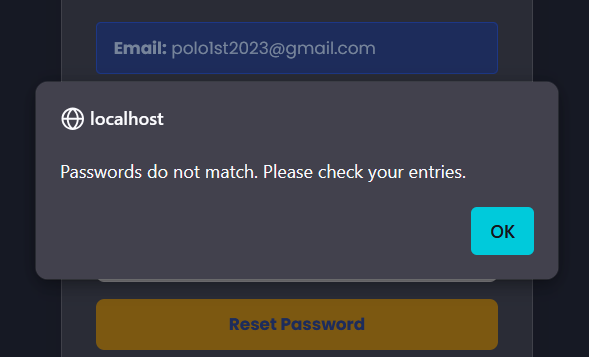 Email: polo1st2023@gmail.com
localhost
Passwords do not match. Please check your entries.
OK
Reset Password